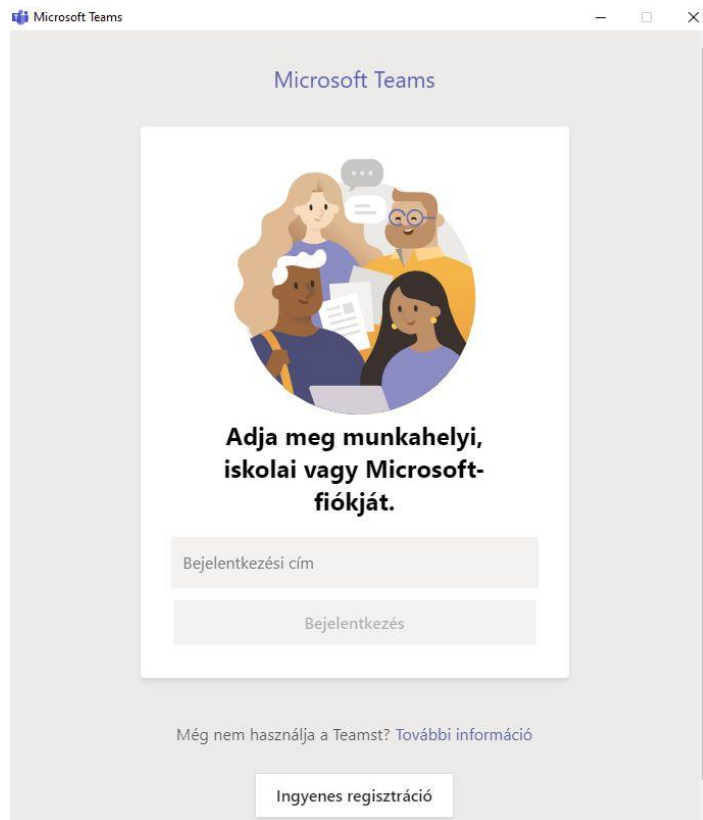 Microsoft Teams
Microsoft Teams
Adja meg munkahelyi,
iskolai vagy Microsoft-
fiókját.
Bejelentkezési cím
Bejelentkezés
Még nem használja a Teamst? További információ
Ingyenes regisztráció